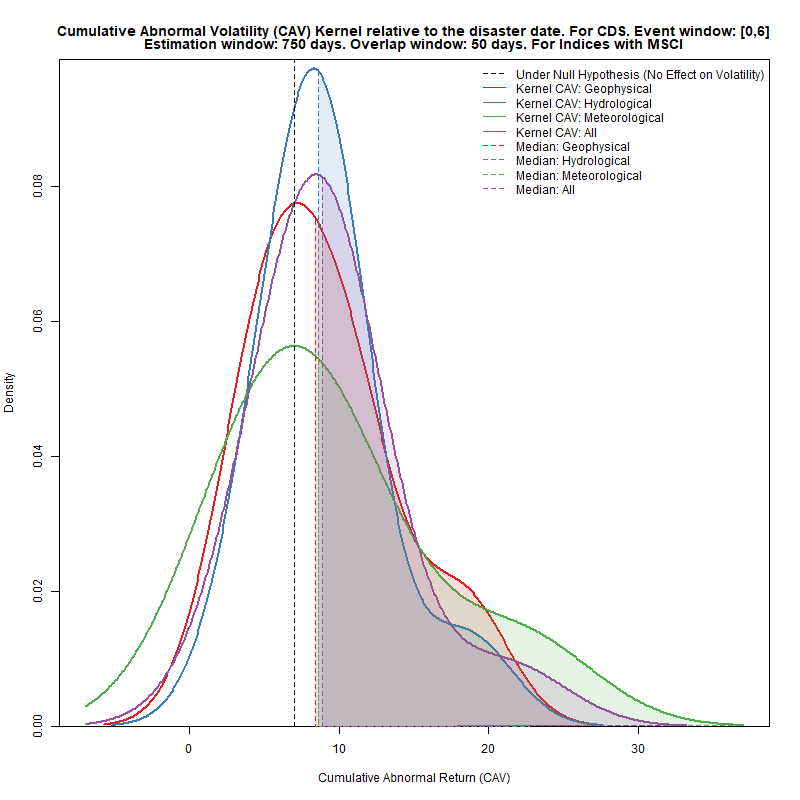 Cumulative Abnormal Volatility (CAV) Kernel relative to the disaster date. For CDS. Event window: [0,6]
Estimation window: 750 days. Overlap window: 50 days. For Indices with MSCI
Under Null Hypothesis (No Effect on Volatility)
Kernel CAV: Geophysical
Kernel CAV: Hydrological
Kernel CAV: Meteorological
Kernel CAV: All
Median: Geophysical
Median: Hydrological
Median: Meteorological
Median: All
Density
0.08
0.06
0.04
0.02
0.00
0 10 20 30
Cumulative Abnormal Return (CAV)